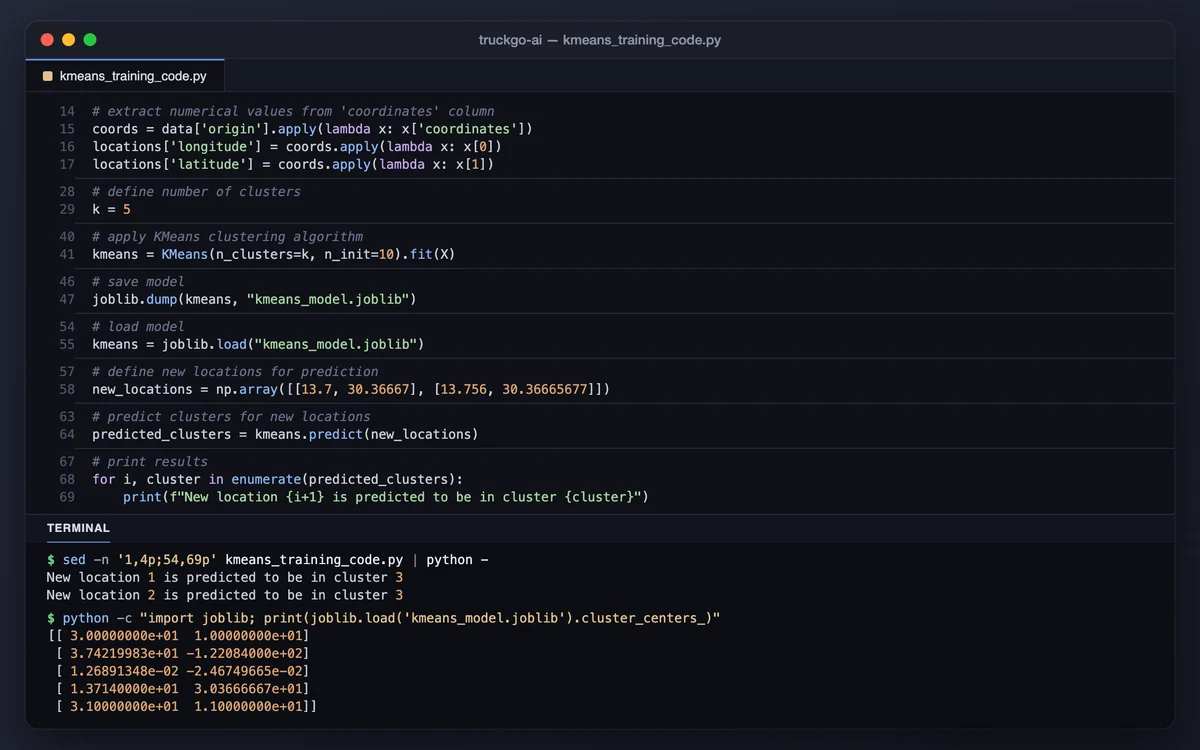 truckgo-ai — kmeans_training_code.py
kmeans_training_code.py
14 # extract numerical values from 'coordinates' column
15 coords = data['origin'].apply(lambda x: x['coordinates'])
16 locations['longitude'] = coords.apply(lambda x: x[0])
17 locations['latitude'] = coords.apply(lambda x: x[1])
28 # define number of clusters
29 k = 5
40 # apply KMeans clustering algorithm
41 kmeans = KMeans(n_clusters=k, n_init=10).fit(X)
46 # save model
47 joblib.dump(kmeans, "kmeans_model.joblib")
54 # load model
55 kmeans = joblib.load("kmeans_model.joblib")
57 # define new locations for prediction
58 new_locations = np.array([[13.7, 30.36667], [13.756, 30.36665677]])
63 # predict clusters for new locations
64 predicted_clusters = kmeans.predict(new_locations)
67 # print results
68 for i, cluster in enumerate(predicted_clusters):
69     print(f"New location {i+1} is predicted to be in cluster {cluster}")
TERMINAL
$ sed -n '1,4p;54,69p' kmeans_training_code.py | python -
New location 1 is predicted to be in cluster 3
New location 2 is predicted to be in cluster 3
$ python -c "import joblib; print(joblib.load('kmeans_model.joblib').cluster_centers_)"
[[ 3.00000000e+01  1.00000000e+01]
 [ 3.74219983e+01 -1.22084000e+02]
 [ 1.26891348e-02 -2.46749665e-02]
 [ 1.37140000e+01  3.03666667e+01]
 [ 3.10000000e+01  1.10000000e+01]]